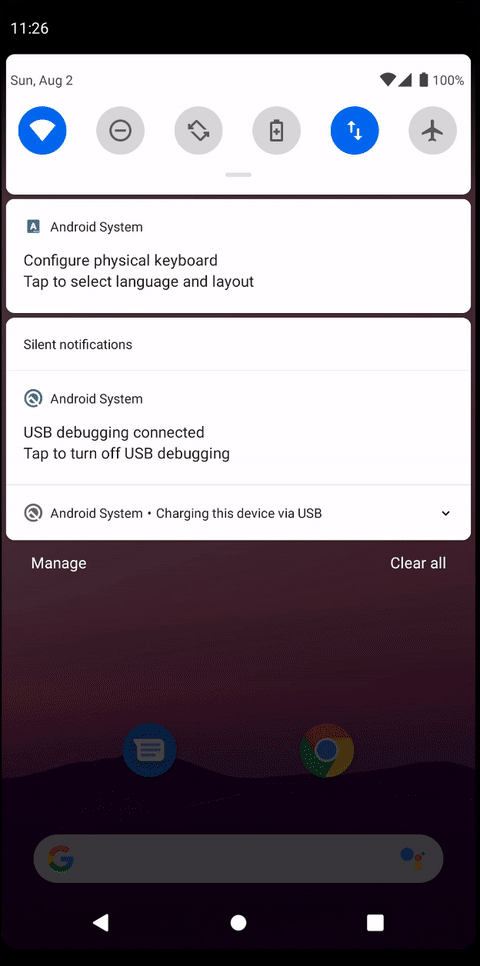 11:26
Sun, Aug 2
100%
Android System
Configure physical keyboard
Tap to select language and layout
Silent notifications
Android System
USB debugging connected
Tap to turn off USB debugging
Android System • Charging this device via USB
Manage
Clear all